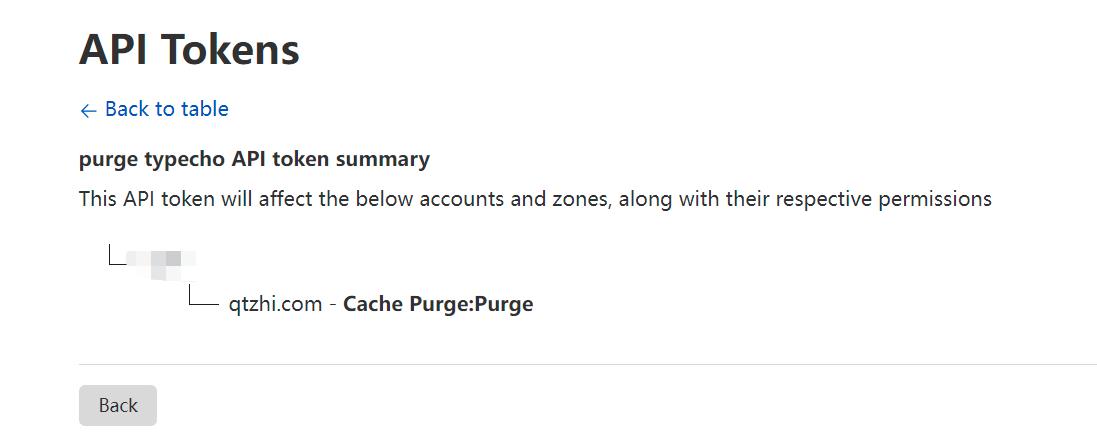 API Tokens
← Back to table
purge typecho API token summary
This API token will affect the below accounts and zones, along with their respective permissions
qtzhi.com - Cache Purge:Purge
Back